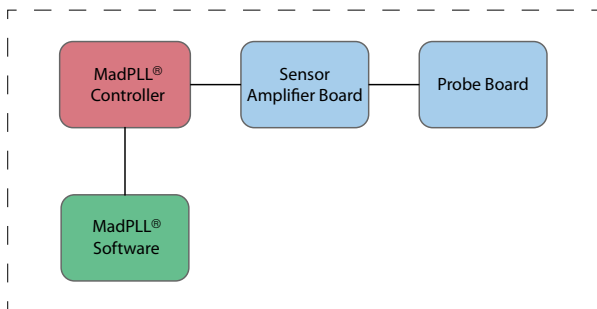 MadPLL®
Controller
Sensor
Amplifier Board
Probe Board
MadPLL®
Software